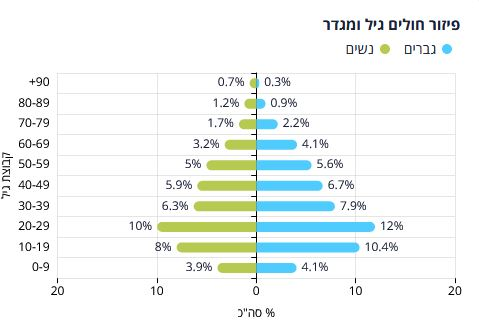 פיזור חולים גיל ומגדר
גברים נשים
90+ 0.7% 0.3%
80-89 1.2% 0.9%
70-79 1.7% 2.2%
60-69 3.2% 4.1%
50-59 5% 5.6%
40-49 5.9% 6.7%
30-39 6.3% 7.9%
20-29 10% 12%
10-19 8% 10.4%
0-9 3.9% 4.1%
קבוצת גיל
20 10 0 10 20
% סה"כ